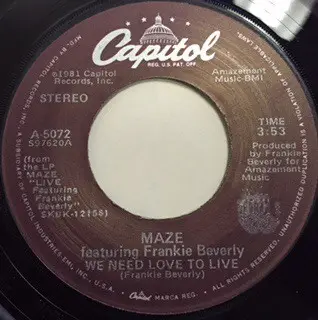 Capitol
REG. U.S. PAT. OFF.
℗1981 Capitol
Records, Inc.
Amazement
Music-BMI
STEREO
A-5072
S97620A
TIME
3:53
(from
the LP
MAZE
"LIVE
Featuring
Frankie
Beverly"
SKBK-12156)
Produced by
Frankie
Beverly for
Amazement
Music
MAZE
featuring Frankie Beverly
WE NEED LOVE TO LIVE
(Frankie Beverly)
Capitol MARCA REG.
MFD. BY CAPITOL RECORDS, INC., A SUBSIDIARY OF CAPITOL INDUSTRIES-EMI, INC., U.S.A.
ALL RIGHTS RESERVED. UNAUTHORIZED DUPLICATION IS A VIOLATION OF APPLICABLE LAWS.